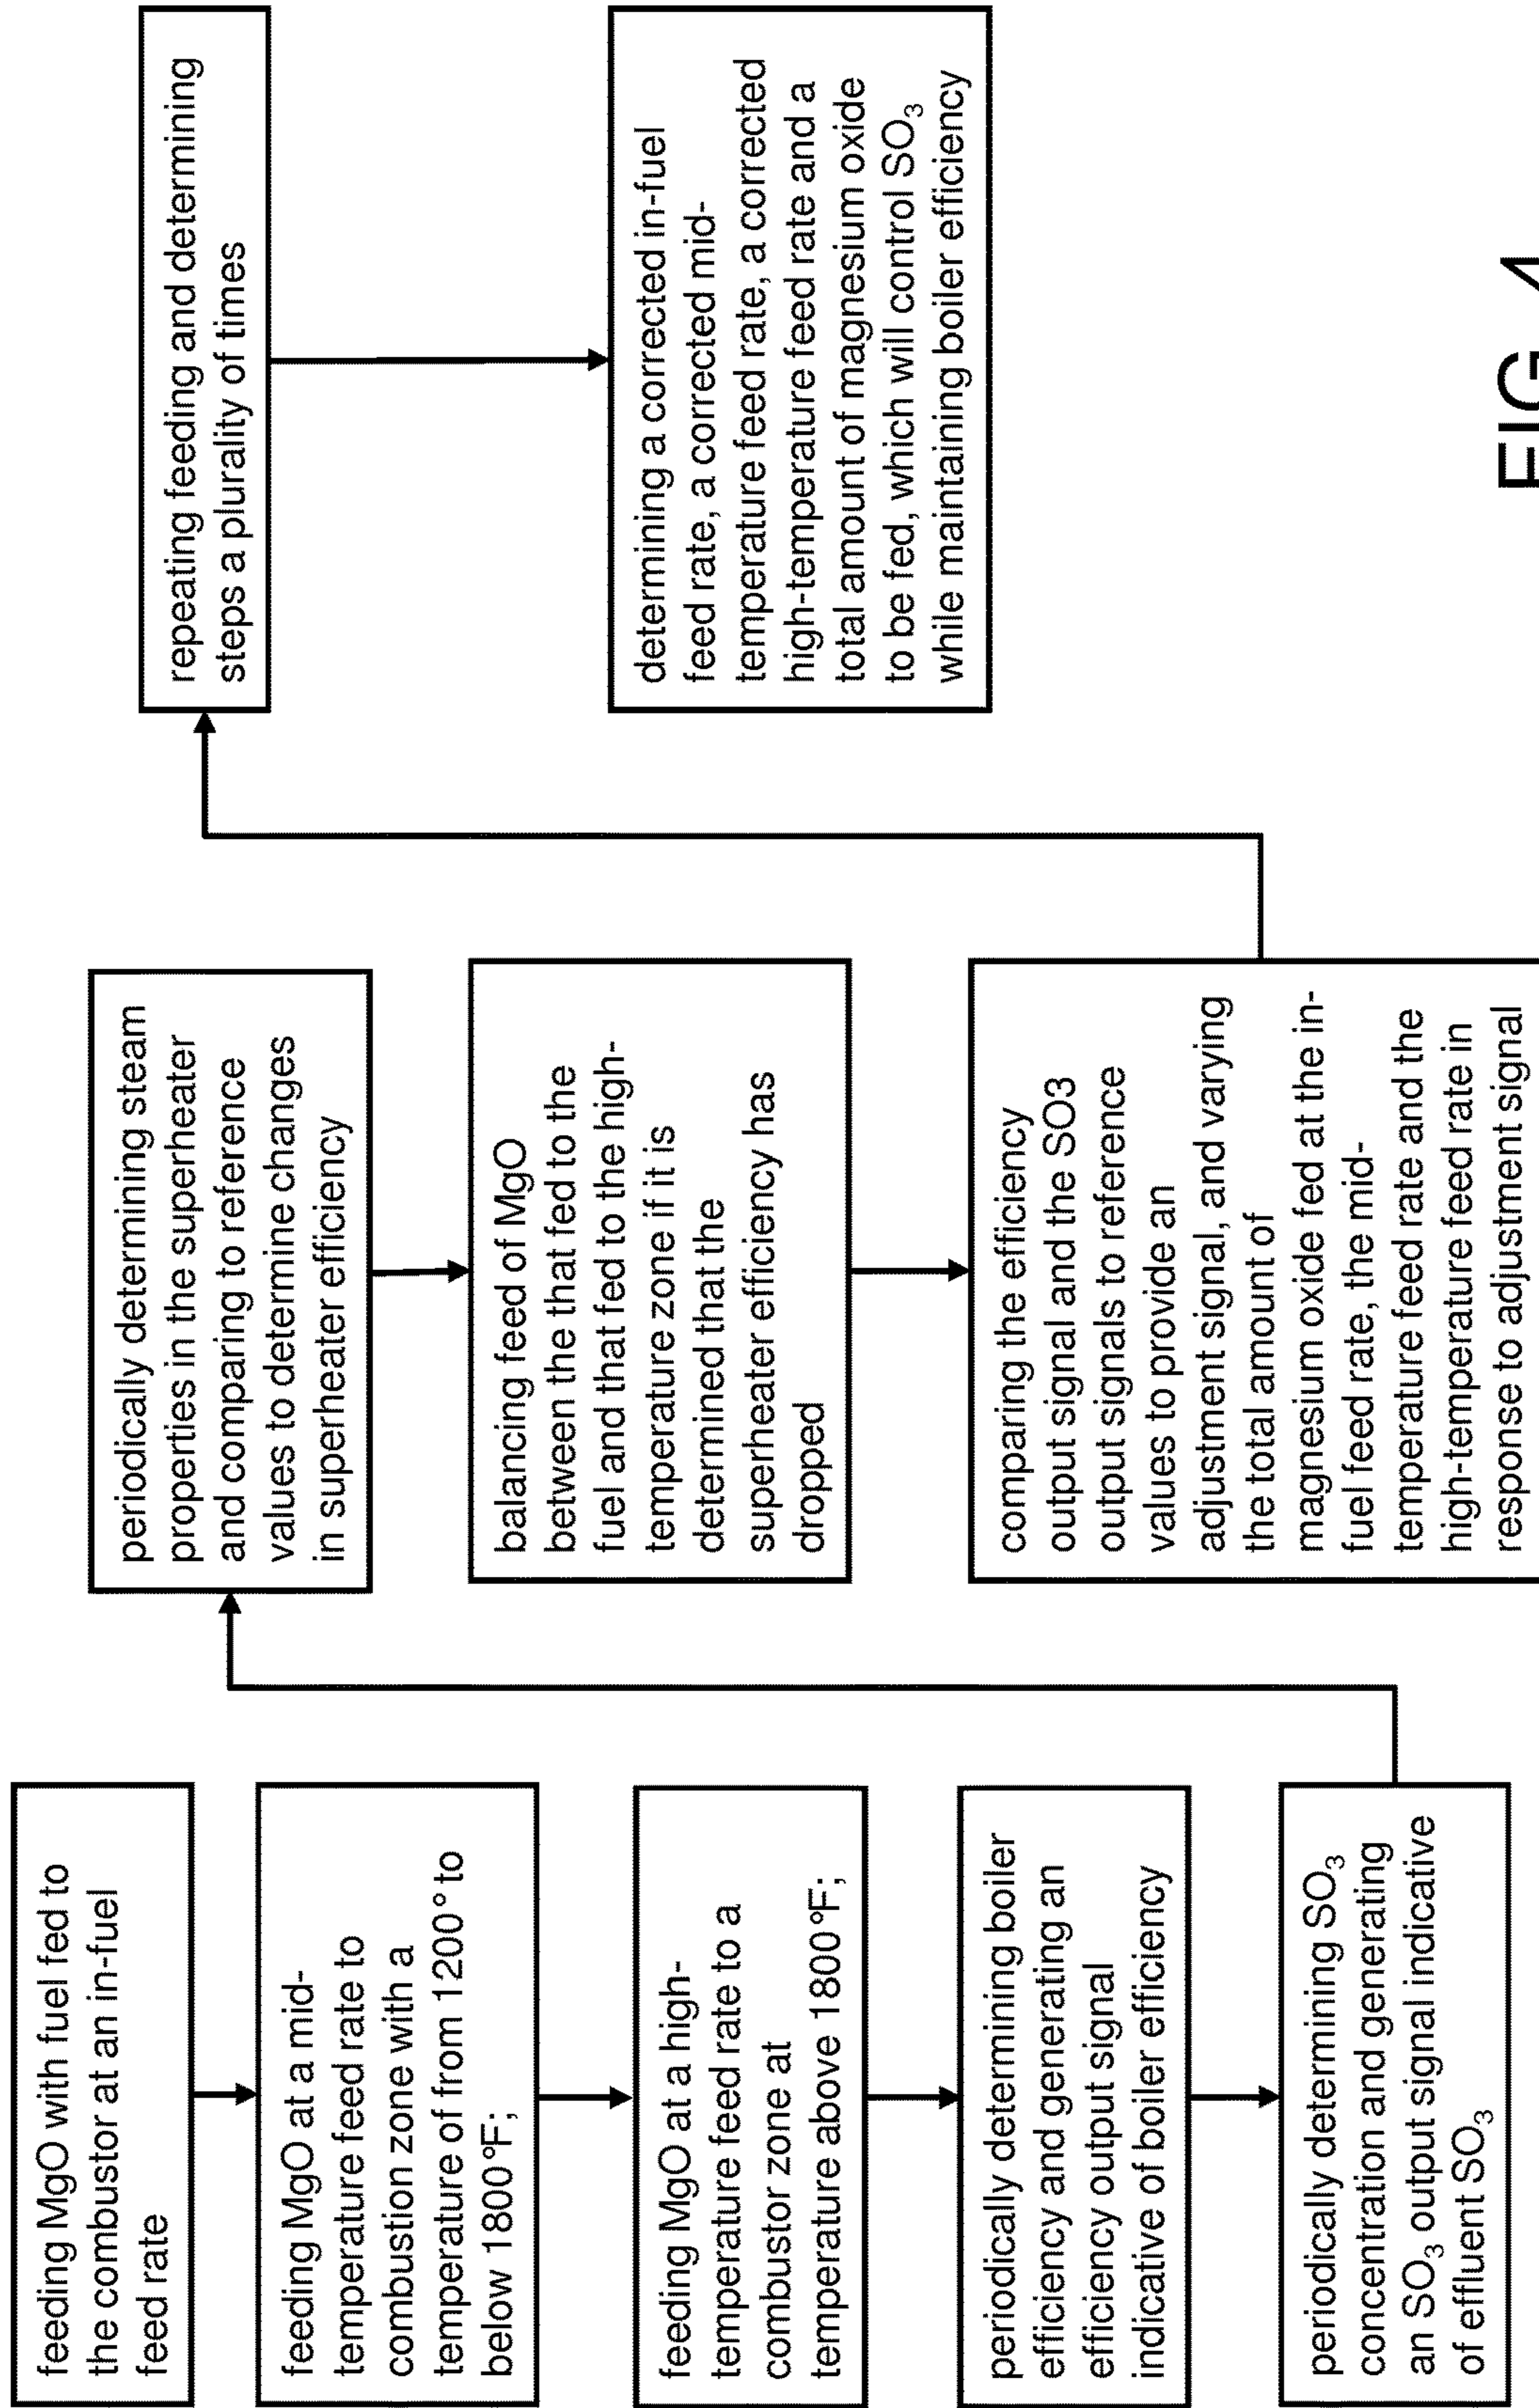 feeding MgO with fuel fed to
the combustor at an in-fuel
feed rate
feeding MgO at a mid-
temperature feed rate to
combustion zone with a
temperature of from 1200° to
below 1800°F;
feeding MgO at a high-
temperature feed rate to a
combustor zone at
temperature above 1800°F;
periodically determining boiler
efficiency and generating an
efficiency output signal
indicative of boiler efficiency
periodically determining SO₃
concentration and generating
an SO₃ output signal indicative
of effluent SO₃
periodically determining steam
properties in the superheater
and comparing to reference
values to determine changes
in superheater efficiency
balancing feed of MgO
between the that fed to the
fuel and that fed to the high-
temperature zone if it is
determined that the
superheater efficiency has
dropped
comparing the efficiency
output signal and the SO3
output signals to reference
values to provide an
adjustment signal, and varying
the total amount of
magnesium oxide fed at the in-
fuel feed rate, the mid-
temperature feed rate and the
high-temperature feed rate in
response to adjustment signal
repeating feeding and determining
steps a plurality of times
determining a corrected in-fuel
feed rate, a corrected mid-
temperature feed rate, a corrected
high-temperature feed rate and a
total amount of magnesium oxide
to be fed, which will control SO₃
while maintaining boiler efficiency
FIG 4